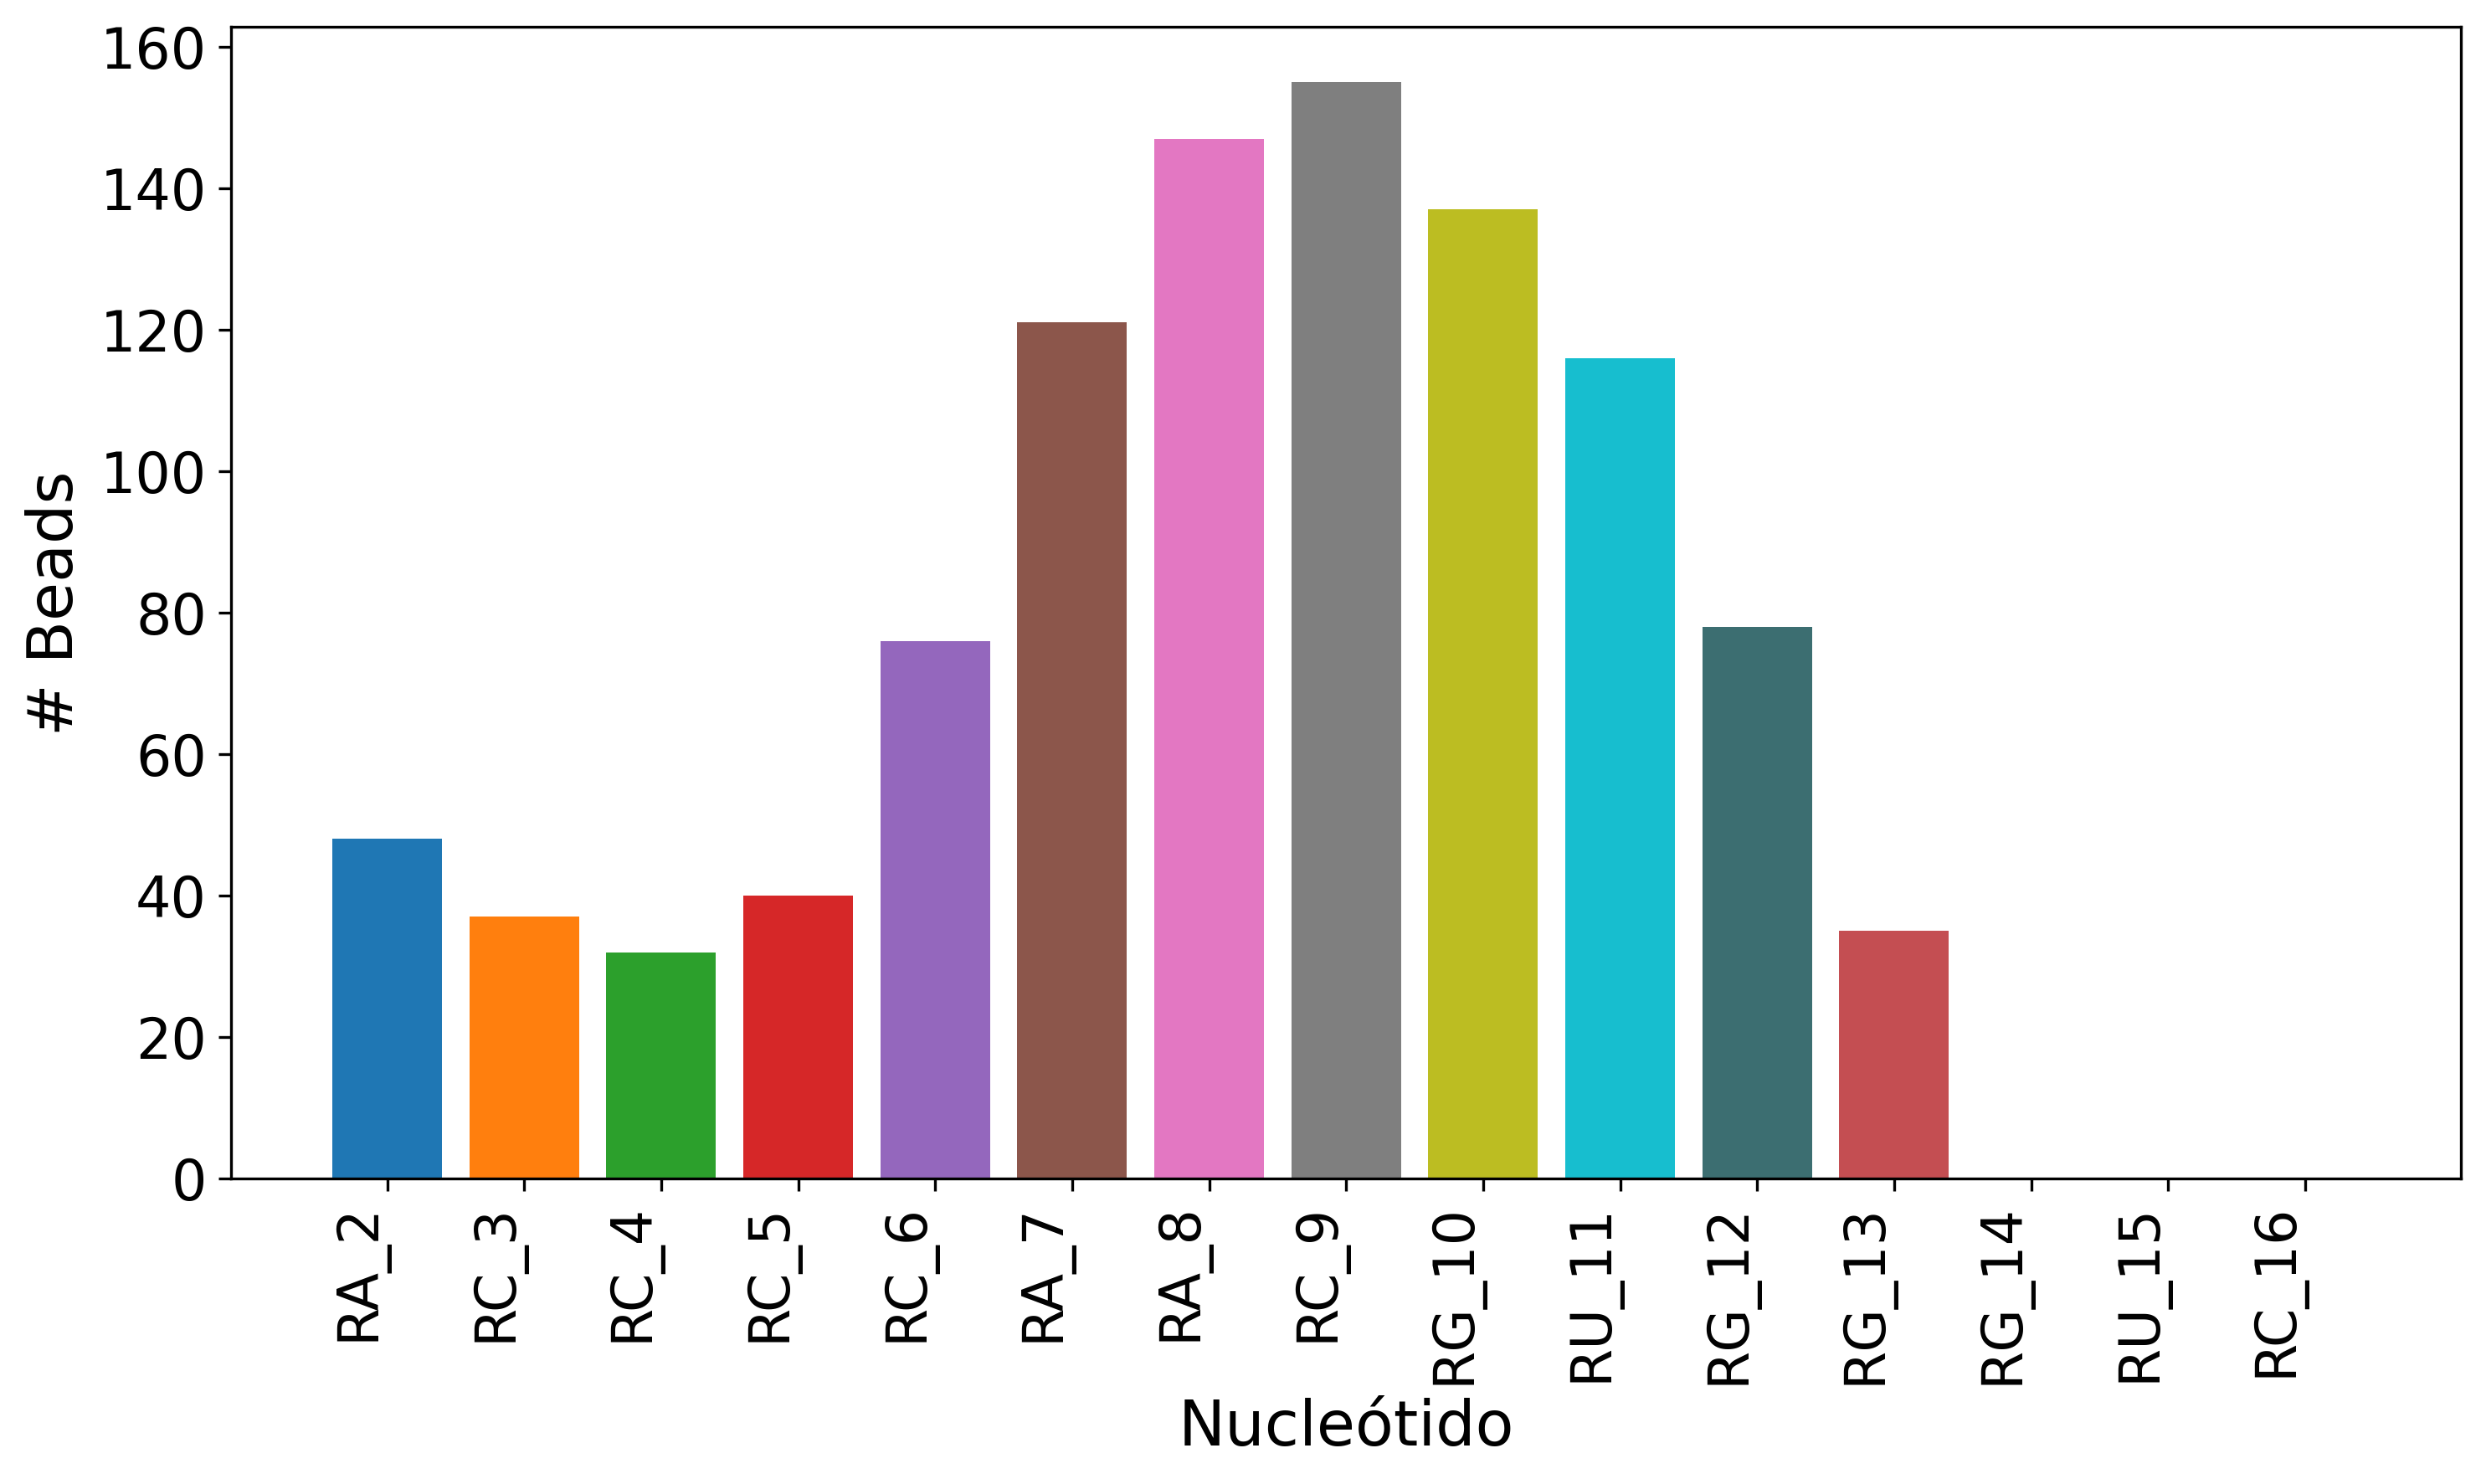 160
140
120
100
80
60
40
20
0
# Beads
RA_2
RC_3
RC_4
RC_5
RC_6
RA_7
RA_8
RC_9
RG_10
RU_11
RG_12
RG_13
RG_14
RU_15
RC_16
Nucleótido